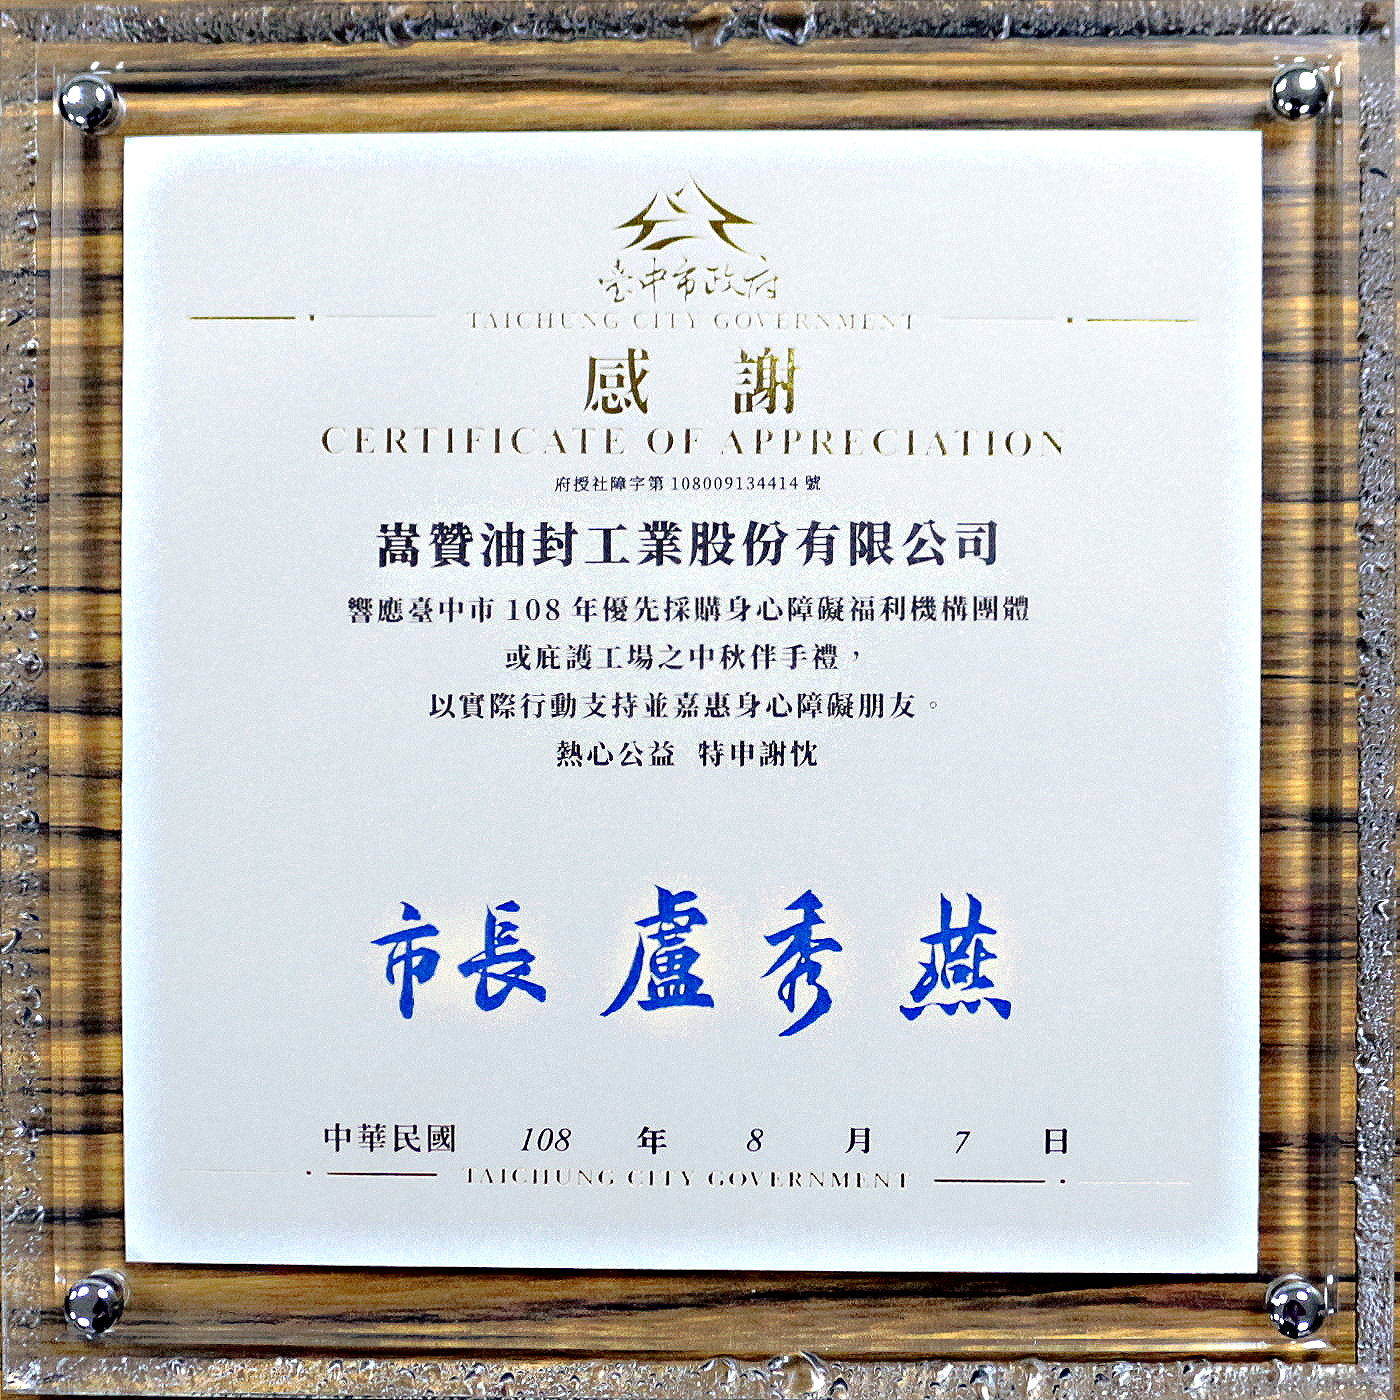 臺中市政府
TAICHUNG CITY GOVERNMENT
感 謝
CERTIFICATE OF APPRECIATION
府授社障字第 108009134414 號
嵩贊油封工業股份有限公司
響應臺中市 108 年優先採購身心障礙福利機構團體
或庇護工場之中秋伴手禮，
以實際行動支持並嘉惠身心障礙朋友。
熱心公益 特申謝忱
市長 盧秀燕
中華民國 108 年 8 月 7 日
TAICHUNG CITY GOVERNMENT